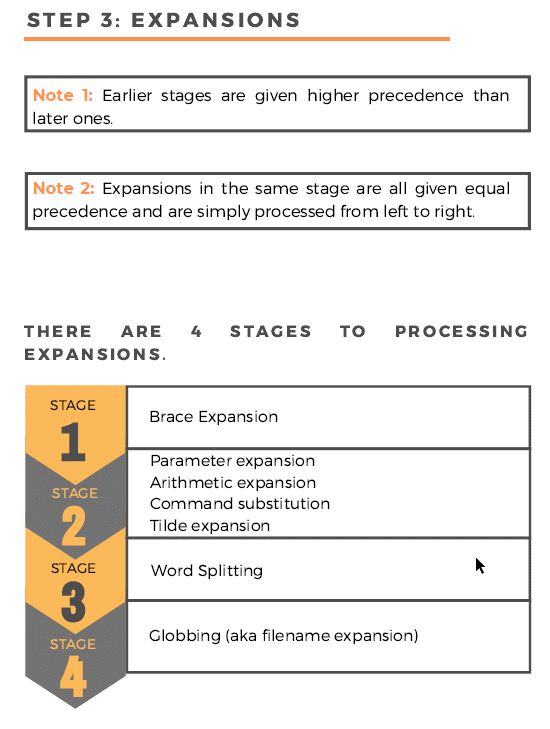 STEP 3: EXPANSIONS
Note 1: Earlier stages are given higher precedence than
later ones.
Note 2: Expansions in the same stage are all given equal
precedence and are simply processed from left to right.
THERE ARE 4 STAGES TO PROCESSING
EXPANSIONS.
STAGE
1
Brace Expansion
STAGE
2
Parameter expansion
Arithmetic expansion
Command substitution
Tilde expansion
STAGE
3
Word Splitting
STAGE
4
Globbing (aka filename expansion)